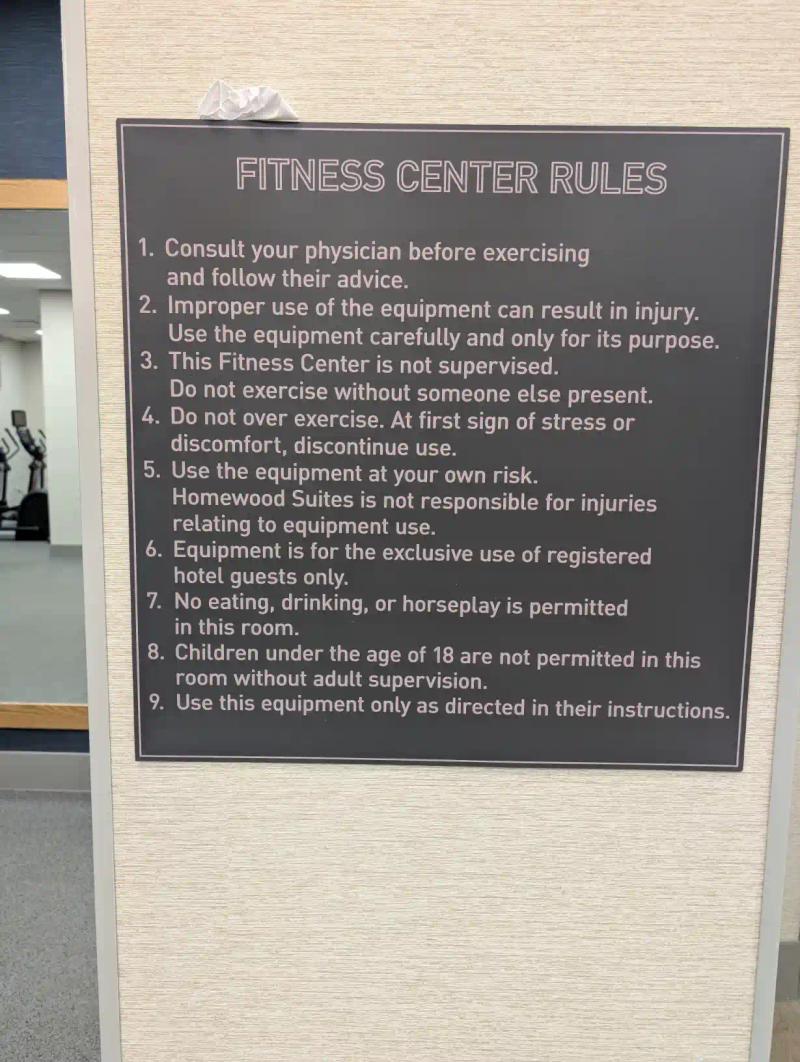 FITNESS CENTER RULES
1. Consult your physician before exercising
and follow their advice.
2. Improper use of the equipment can result in injury.
Use the equipment carefully and only for its purpose.
3. This Fitness Center is not supervised.
Do not exercise without someone else present.
4. Do not over exercise. At first sign of stress or
discomfort, discontinue use.
5. Use the equipment at your own risk.
Homewood Suites is not responsible for injuries
relating to equipment use.
6. Equipment is for the exclusive use of registered
hotel guests only.
7. No eating, drinking, or horseplay is permitted
in this room.
8. Children under the age of 18 are not permitted in this
room without adult supervision.
9. Use this equipment only as directed in their instructions.